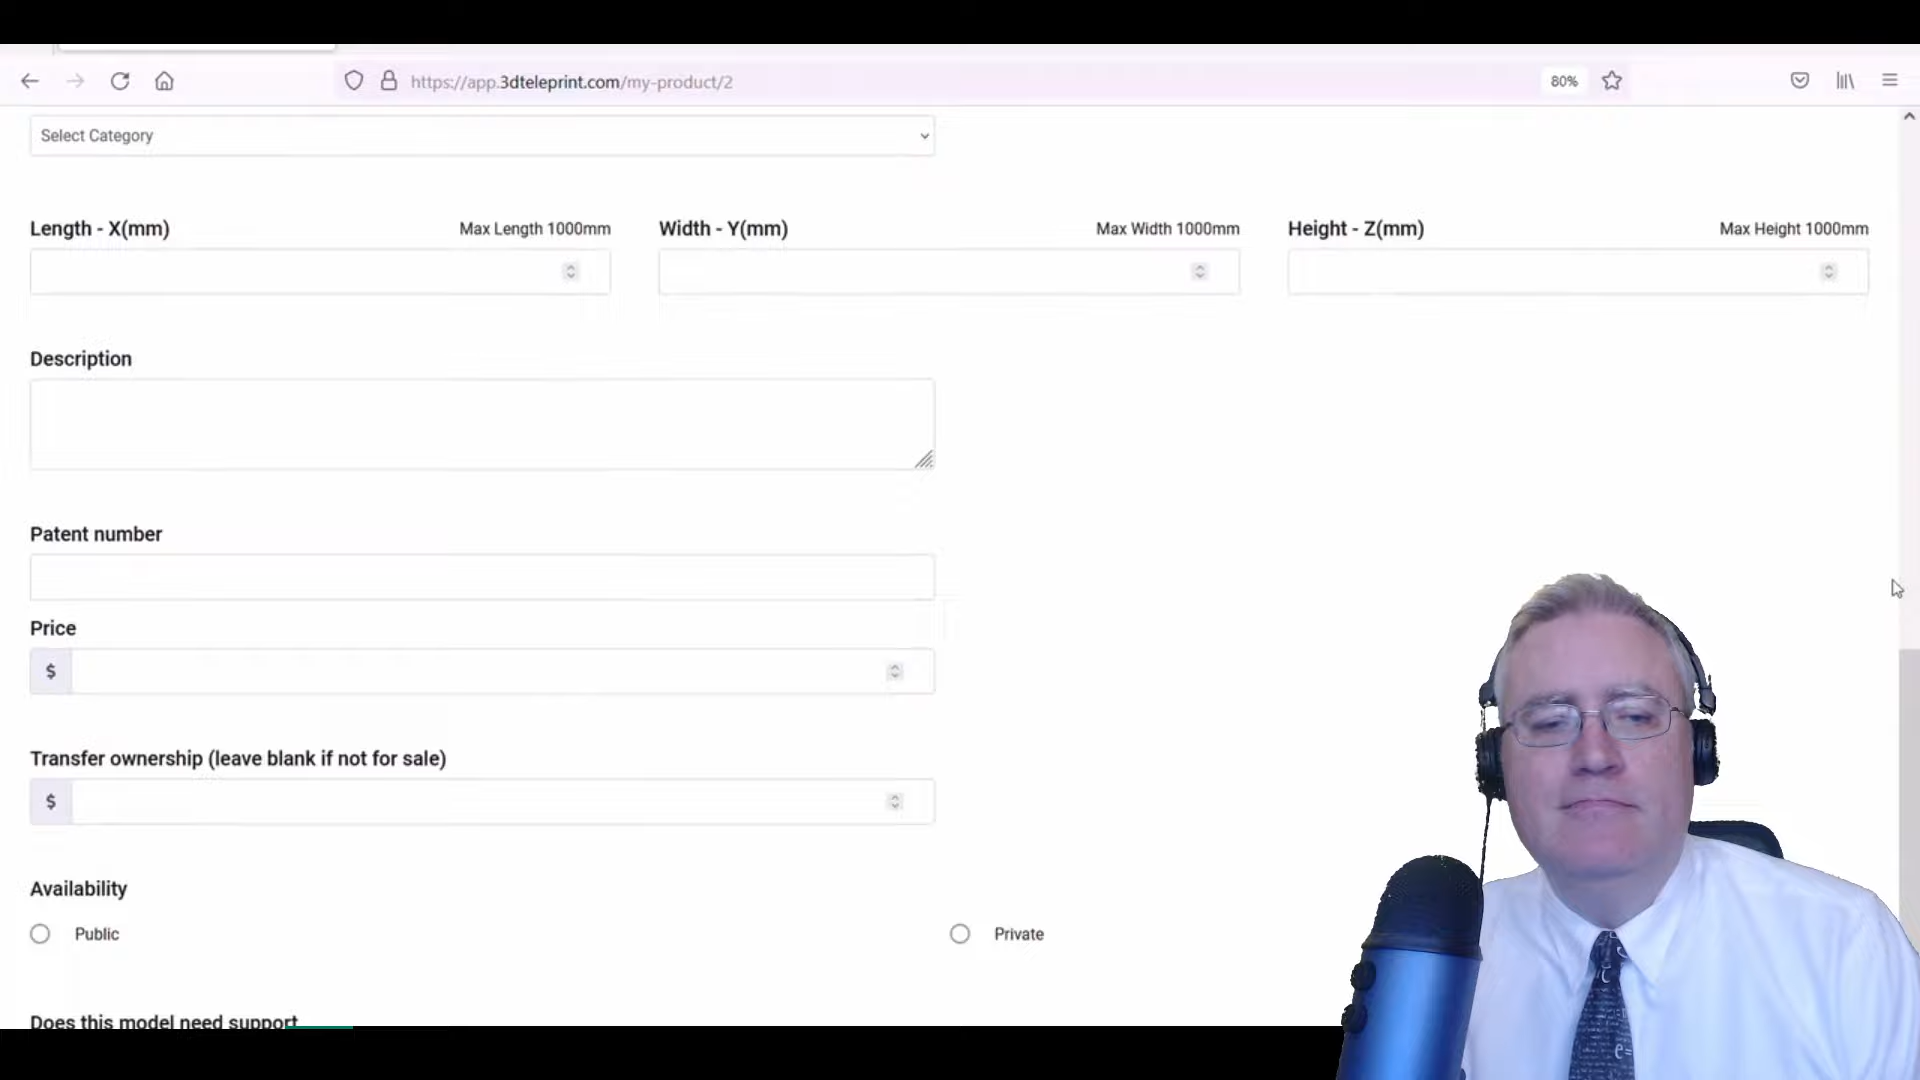 https://app.3dteleprint.com/my-product/2
80%
Select Category
Length - X(mm) Max Length 1000mm Width - Y(mm) Max Width 1000mm Height - Z(mm) Max Height 1000mm
Description
Patent number
Price
$
Transfer ownership (leave blank if not for sale)
$
Availability
Public Private
Does this model need support